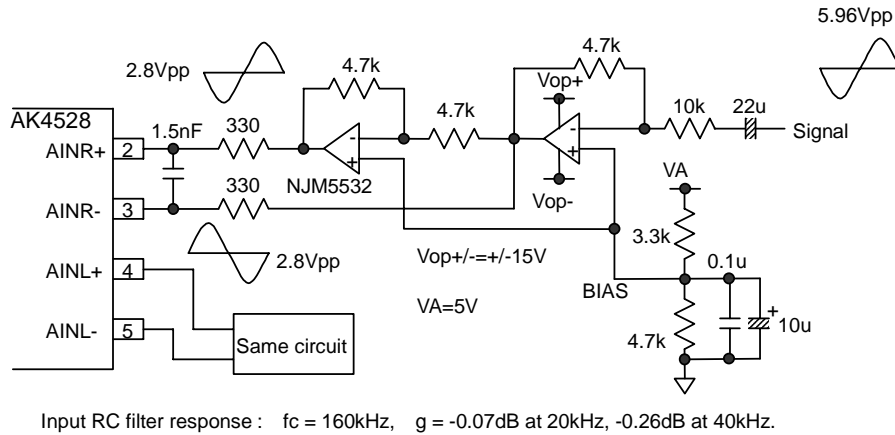 5.96Vpp
4.7k
2.8Vpp
4.7k
Vop+
4.7k
10k
22u
AK4528
1.5nF
330
Signal
AINR+
2
-
+
-
+
NJM5532
330
Vop-
VA
AINR-
3
3.3k
2.8Vpp
Vop+/-=+/-15V
0.1u
AINL+
4
BIAS
VA=5V
+
10u
4.7k
AINL-
5
Same circuit
Input RC filter response : fc = 160kHz, g = -0.07dB at 20kHz, -0.26dB at 40kHz.